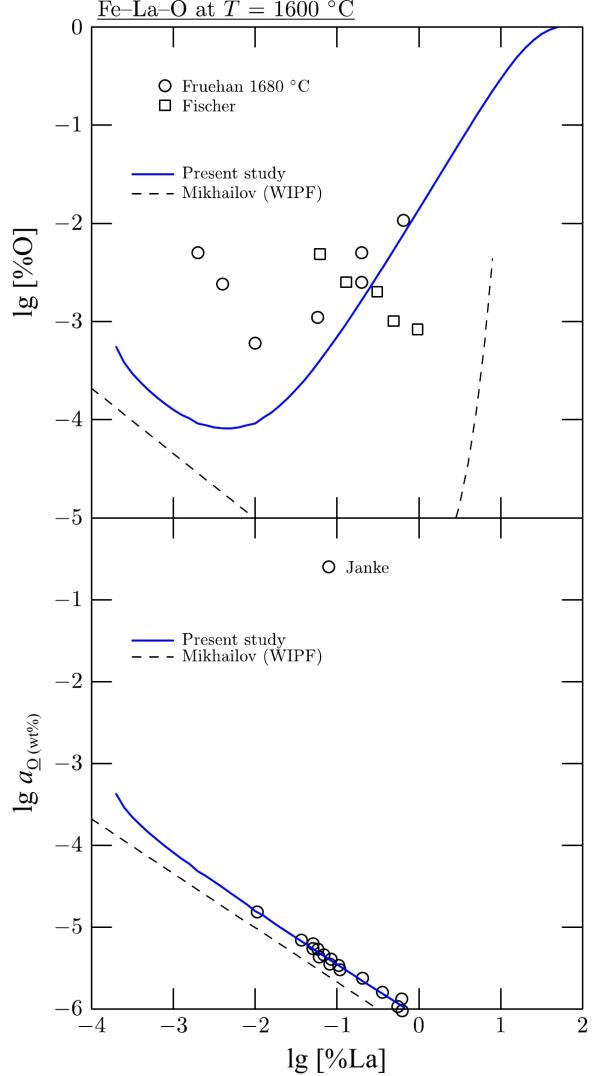 Fe–La–O at T = 1600 °C
0
Fruehan 1680 °C
Fischer
−1
Present study
Mikhailov (WIPF)
−2
lg [%O]
−3
−4
−5
Janke
−1
Present study
Mikhailov (WIPF)
−2
−3
lg a_O (wt%)
−4
−5
−6
−4 −3 −2 −1 0 1 2
lg [%La]